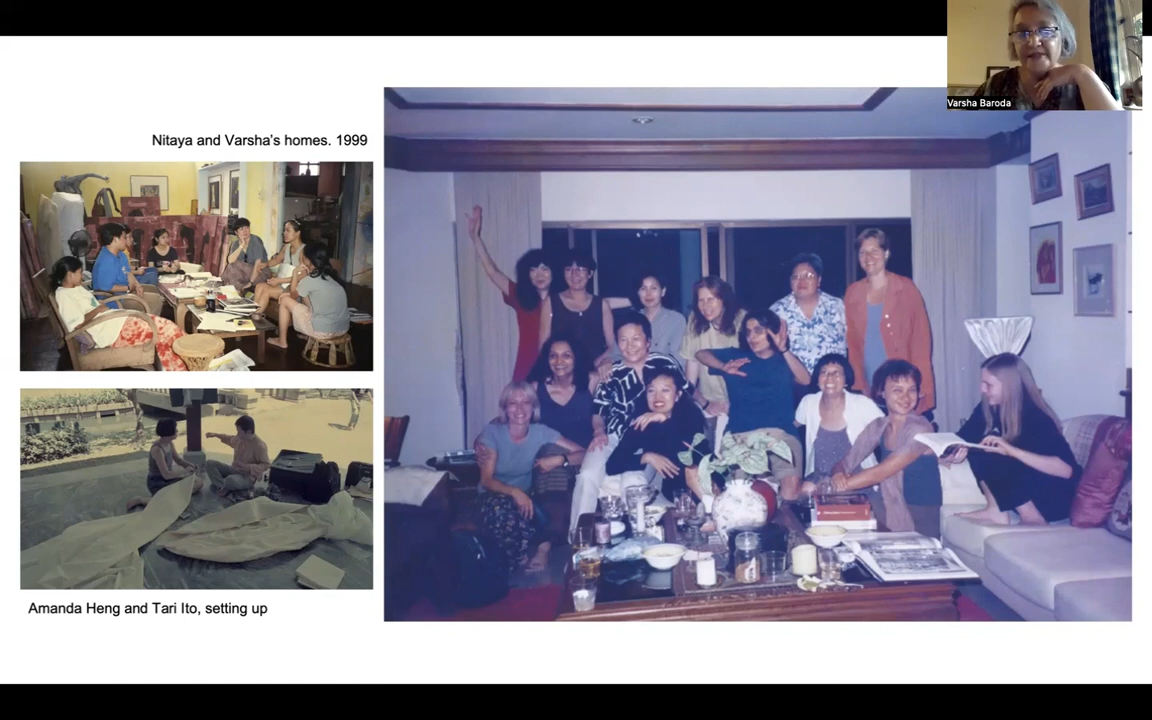 Varsha Baroda
Nitaya and Varsha's homes. 1999
Amanda Heng and Tari Ito, setting up